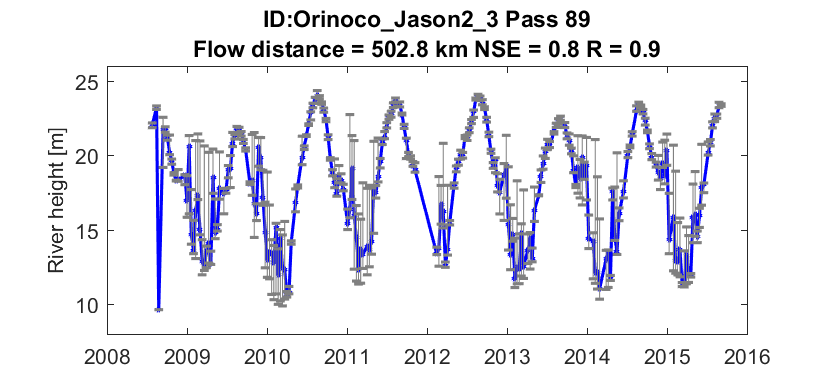 ID:Orinoco_Jason2_3 Pass 89
Flow distance = 502.8 km NSE = 0.8 R = 0.9
River height [m]
25
20
15
10
2008 2009 2010 2011 2012 2013 2014 2015 2016